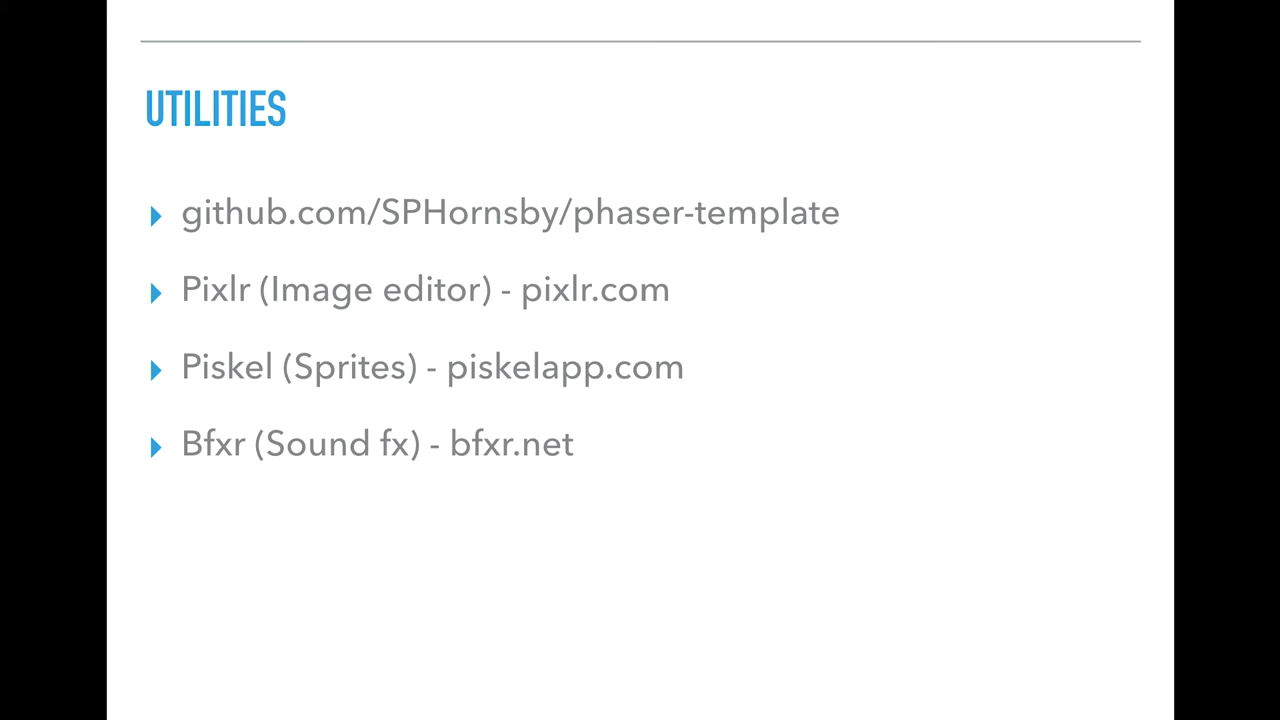 UTILITIES
github.com/SPHornsby/phaser-template
Pixlr (Image editor) - pixlr.com
Piskel (Sprites) - piskelapp.com
Bfxr (Sound fx) - bfxr.net